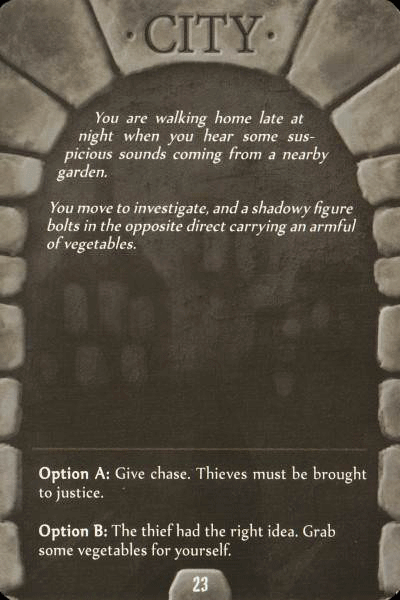 · CITY ·
You are walking home late at
night when you hear some sus-
picious sounds coming from a nearby
garden.
You move to investigate, and a shadowy figure
bolts in the opposite direct carrying an armful
of vegetables.
Option A: Give chase. Thieves must be brought
to justice.
Option B: The thief had the right idea. Grab
some vegetables for yourself.
23